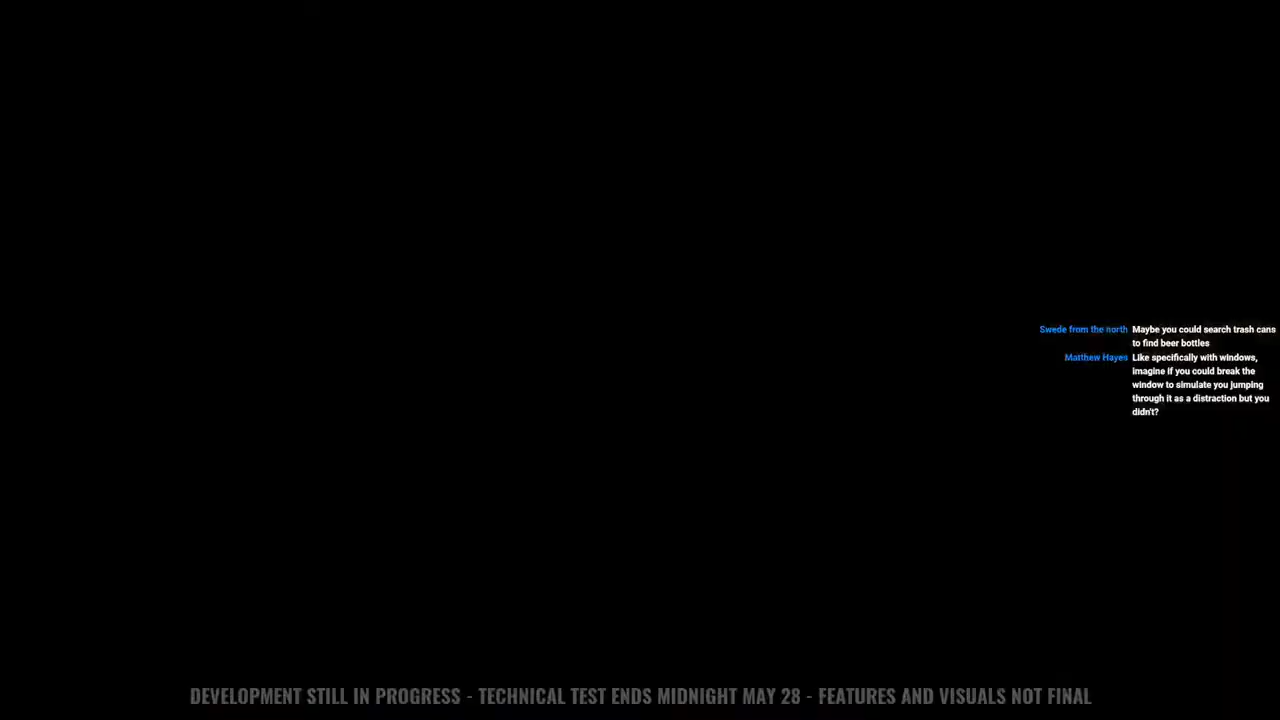 Swede from the north Maybe you could search trash cans
to find beer bottles
Matthew Hayes Like specifically with windows,
imagine if you could break the
window to simulate you jumping
through it as a distraction but you
didn't?
DEVELOPMENT STILL IN PROGRESS - TECHNICAL TEST ENDS MIDNIGHT MAY 28 - FEATURES AND VISUALS NOT FINAL